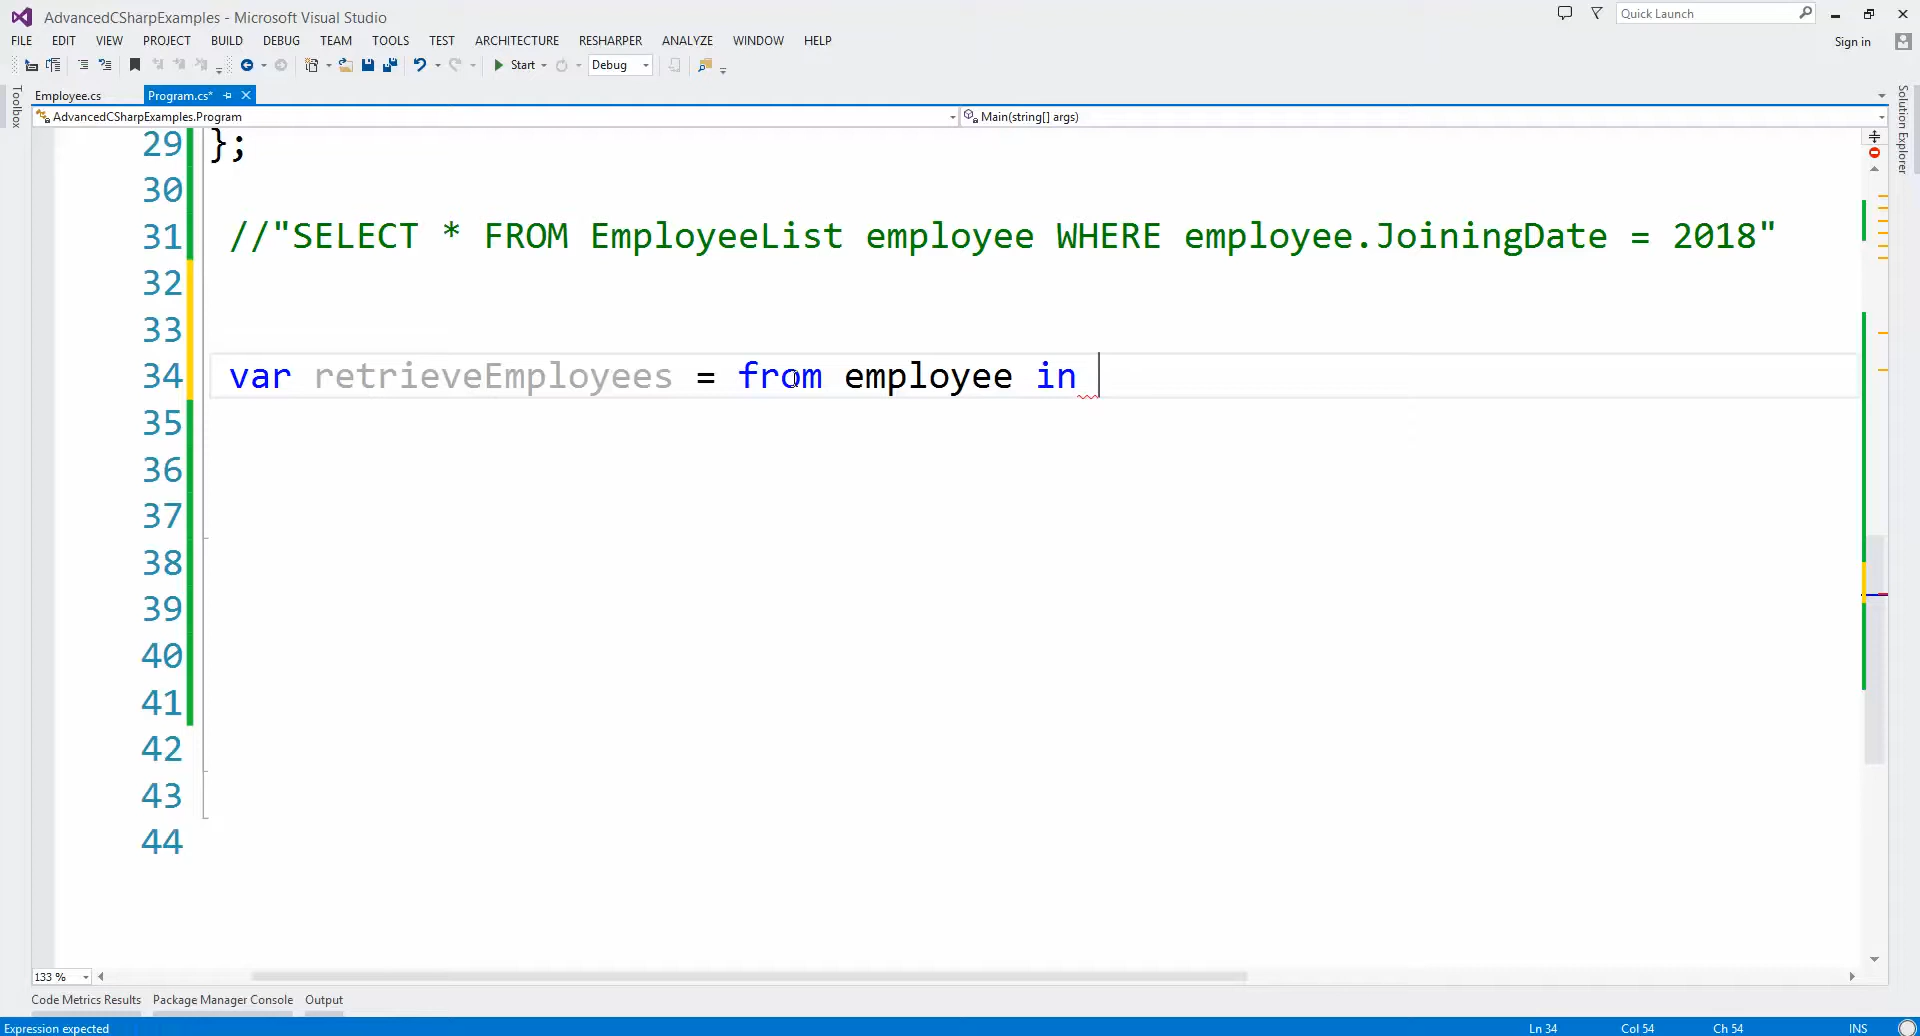 AdvancedCSharpExamples - Microsoft Visual Studio
Quick Launch
FILE EDIT VIEW PROJECT BUILD DEBUG TEAM TOOLS TEST ARCHITECTURE RESHARPER ANALYZE WINDOW HELP
Sign in
Start Debug
Toolbox
Employee.cs Program.cs*
Solution Explorer
AdvancedCSharpExamples.Program Main(string[] args)
29 };
30
31 //"SELECT * FROM EmployeeList employee WHERE employee.JoiningDate = 2018"
32
33
34 var retrieveEmployees = from employee in
35
36
37
38
39
40
41
42
43
44
133 %
Code Metrics Results Package Manager Console Output
Expression expected Ln 34 Col 54 Ch 54 INS